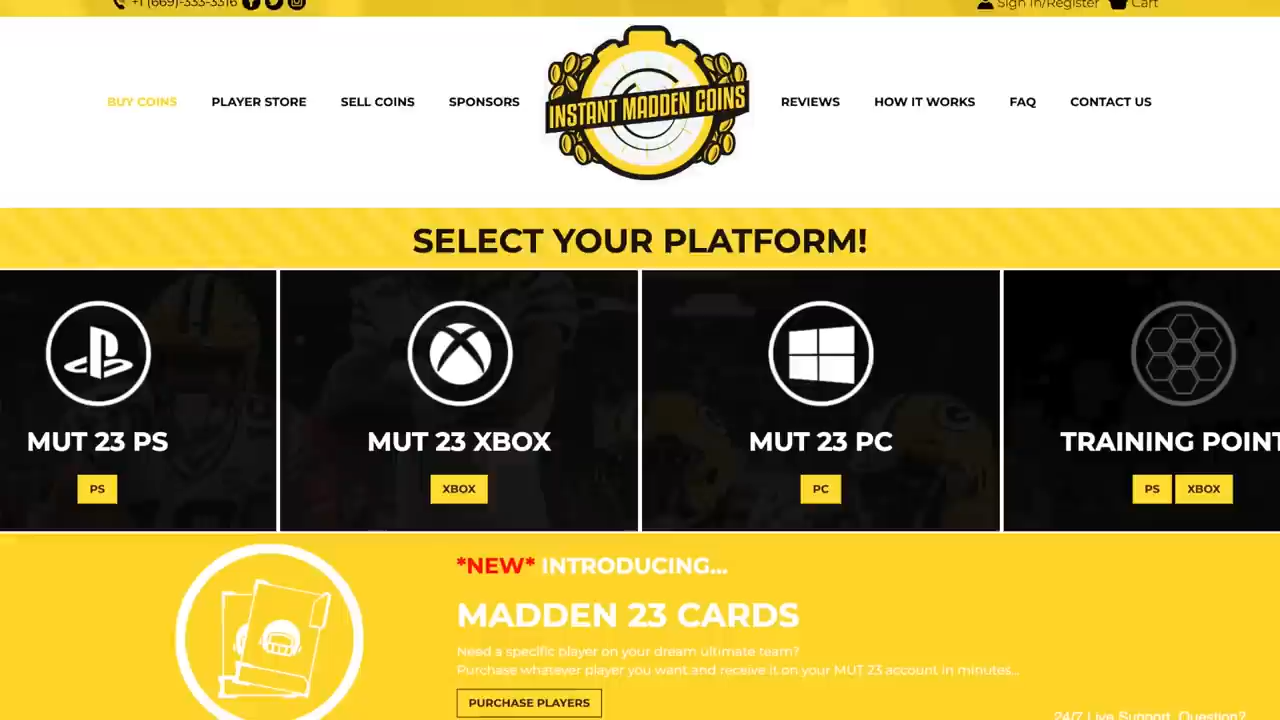 +1 (669)-333-3316
Sign In/Register
Cart
BUY COINS
PLAYER STORE
SELL COINS
SPONSORS
INSTANT MADDEN COINS
REVIEWS
HOW IT WORKS
FAQ
CONTACT US
SELECT YOUR PLATFORM!
MUT 23 PS
PS
MUT 23 XBOX
XBOX
MUT 23 PC
PC
TRAINING POINT
PS
XBOX
*NEW* INTRODUCING...
MADDEN 23 CARDS
Need a specific player on your dream ultimate team?
Purchase whatever player you want and receive it on your MUT 23 account in minutes...
PURCHASE PLAYERS
24/7 Live Support. Question?